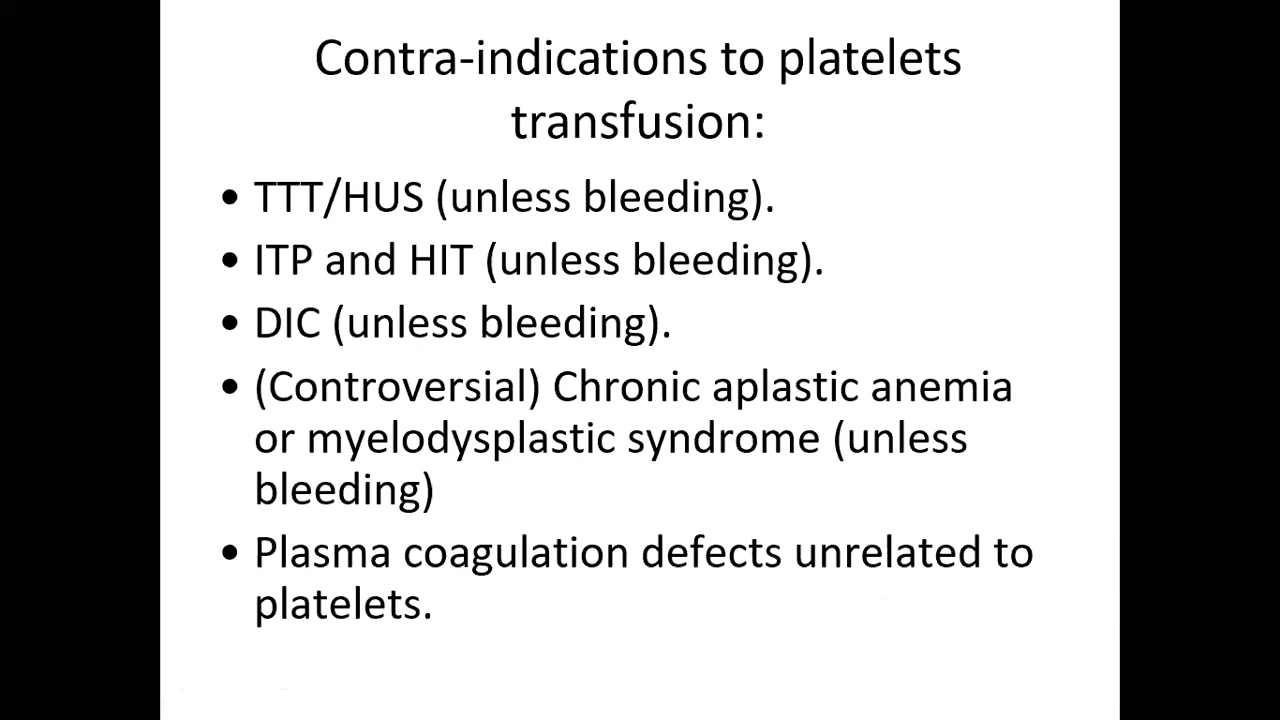 Contra-indications to platelets
transfusion:
• TTT/HUS (unless bleeding).
• ITP and HIT (unless bleeding).
• DIC (unless bleeding).
• (Controversial) Chronic aplastic anemia
or myelodysplastic syndrome (unless
bleeding)
• Plasma coagulation defects unrelated to
platelets.